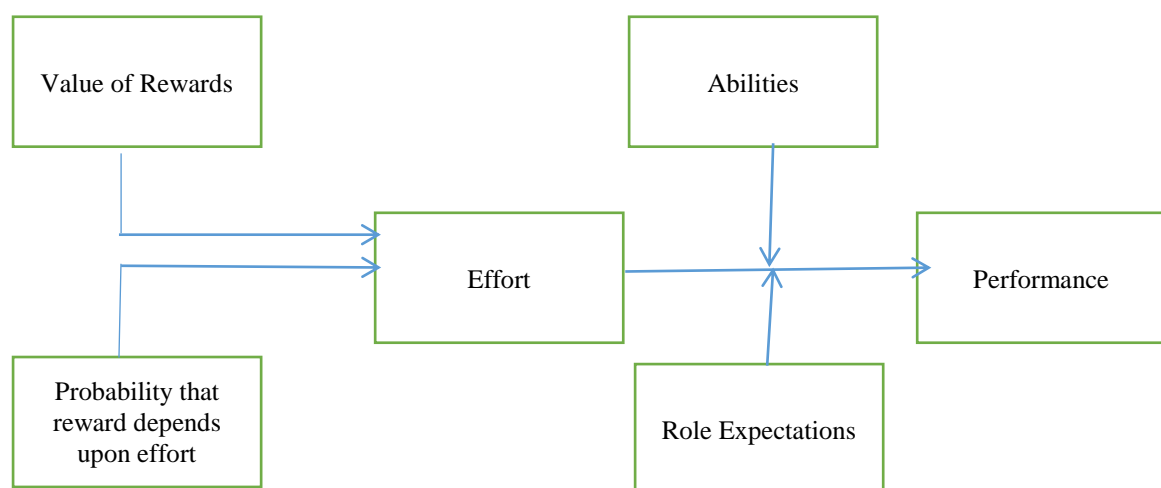 Value of Rewards
Abilities
Effort
Performance
Probability that
reward depends
upon effort
Role Expectations